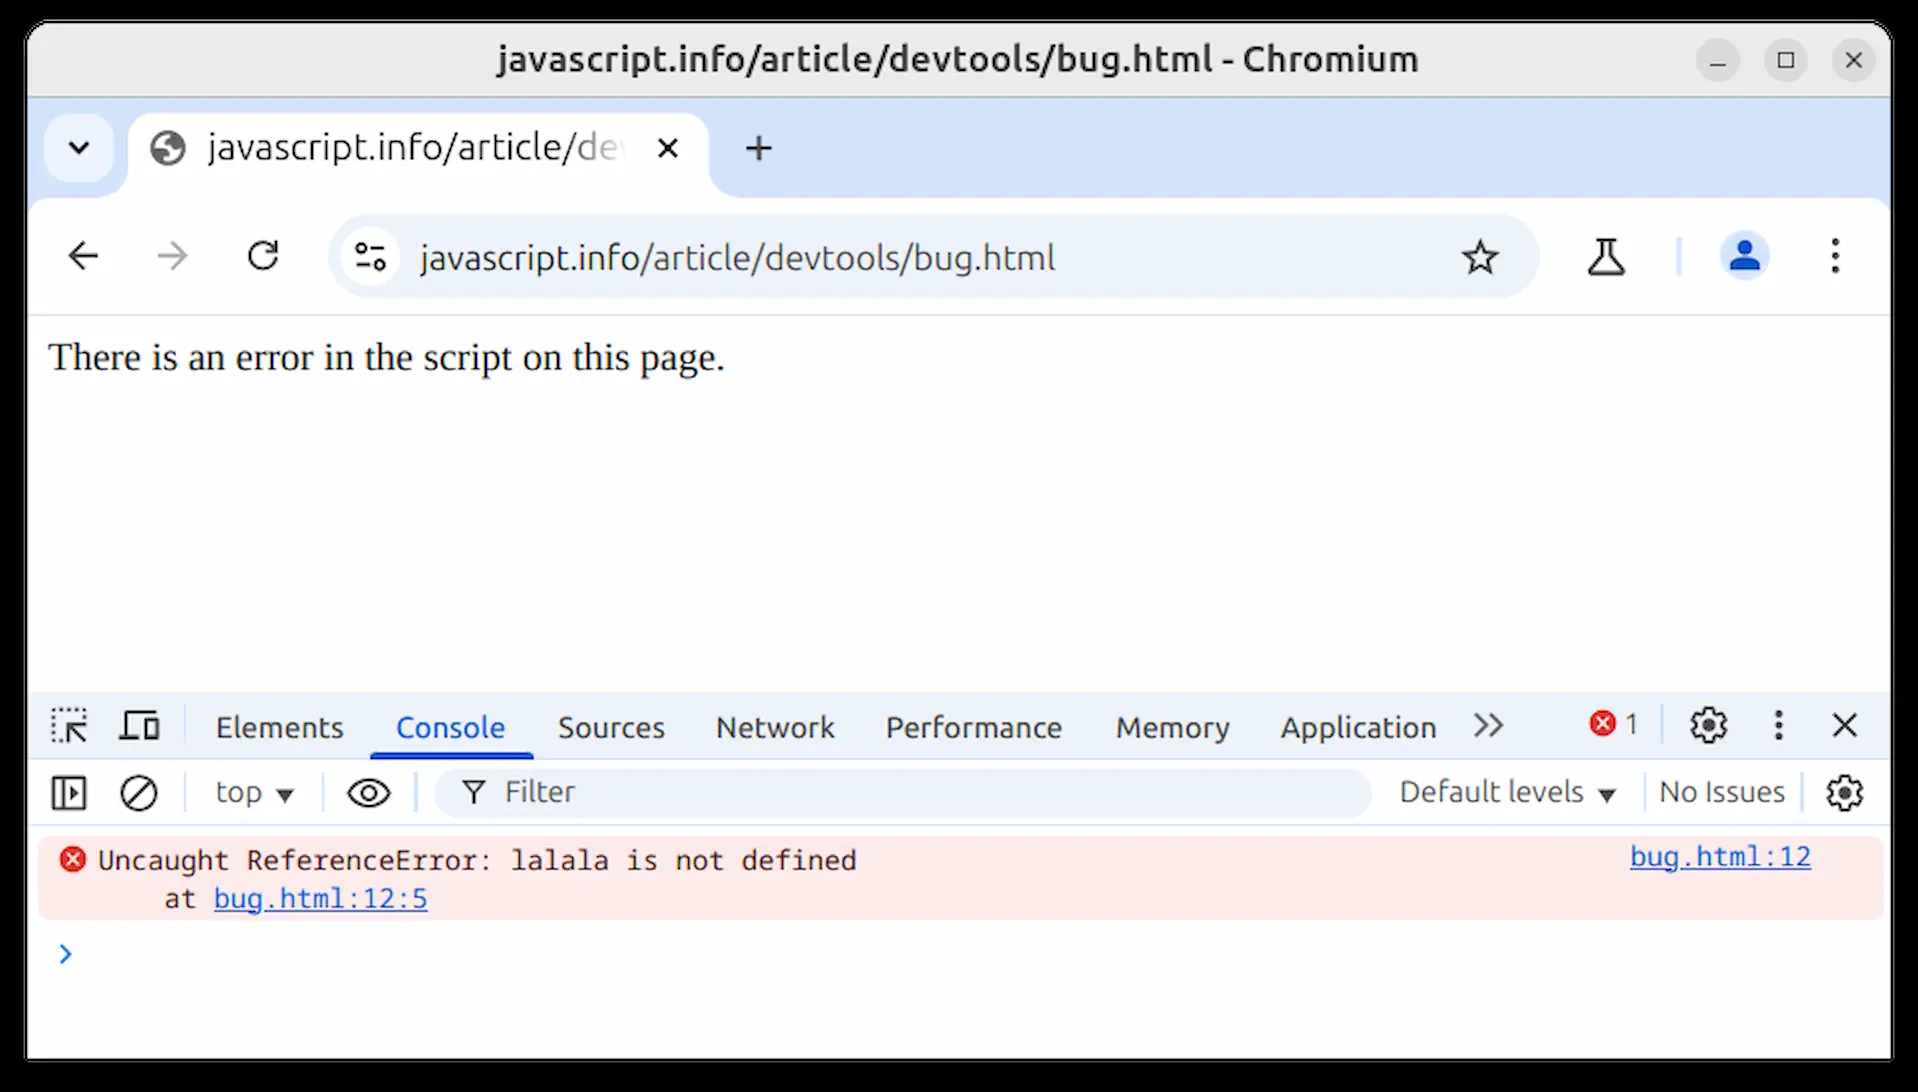 javascript.info/article/devtools/bug.html - Chromium
javascript.info/article/de
javascript.info/article/devtools/bug.html
There is an error in the script on this page.
Elements Console Sources Network Performance Memory Application 1
top Filter Default levels No Issues
Uncaught ReferenceError: lalala is not defined bug.html:12
at bug.html:12:5